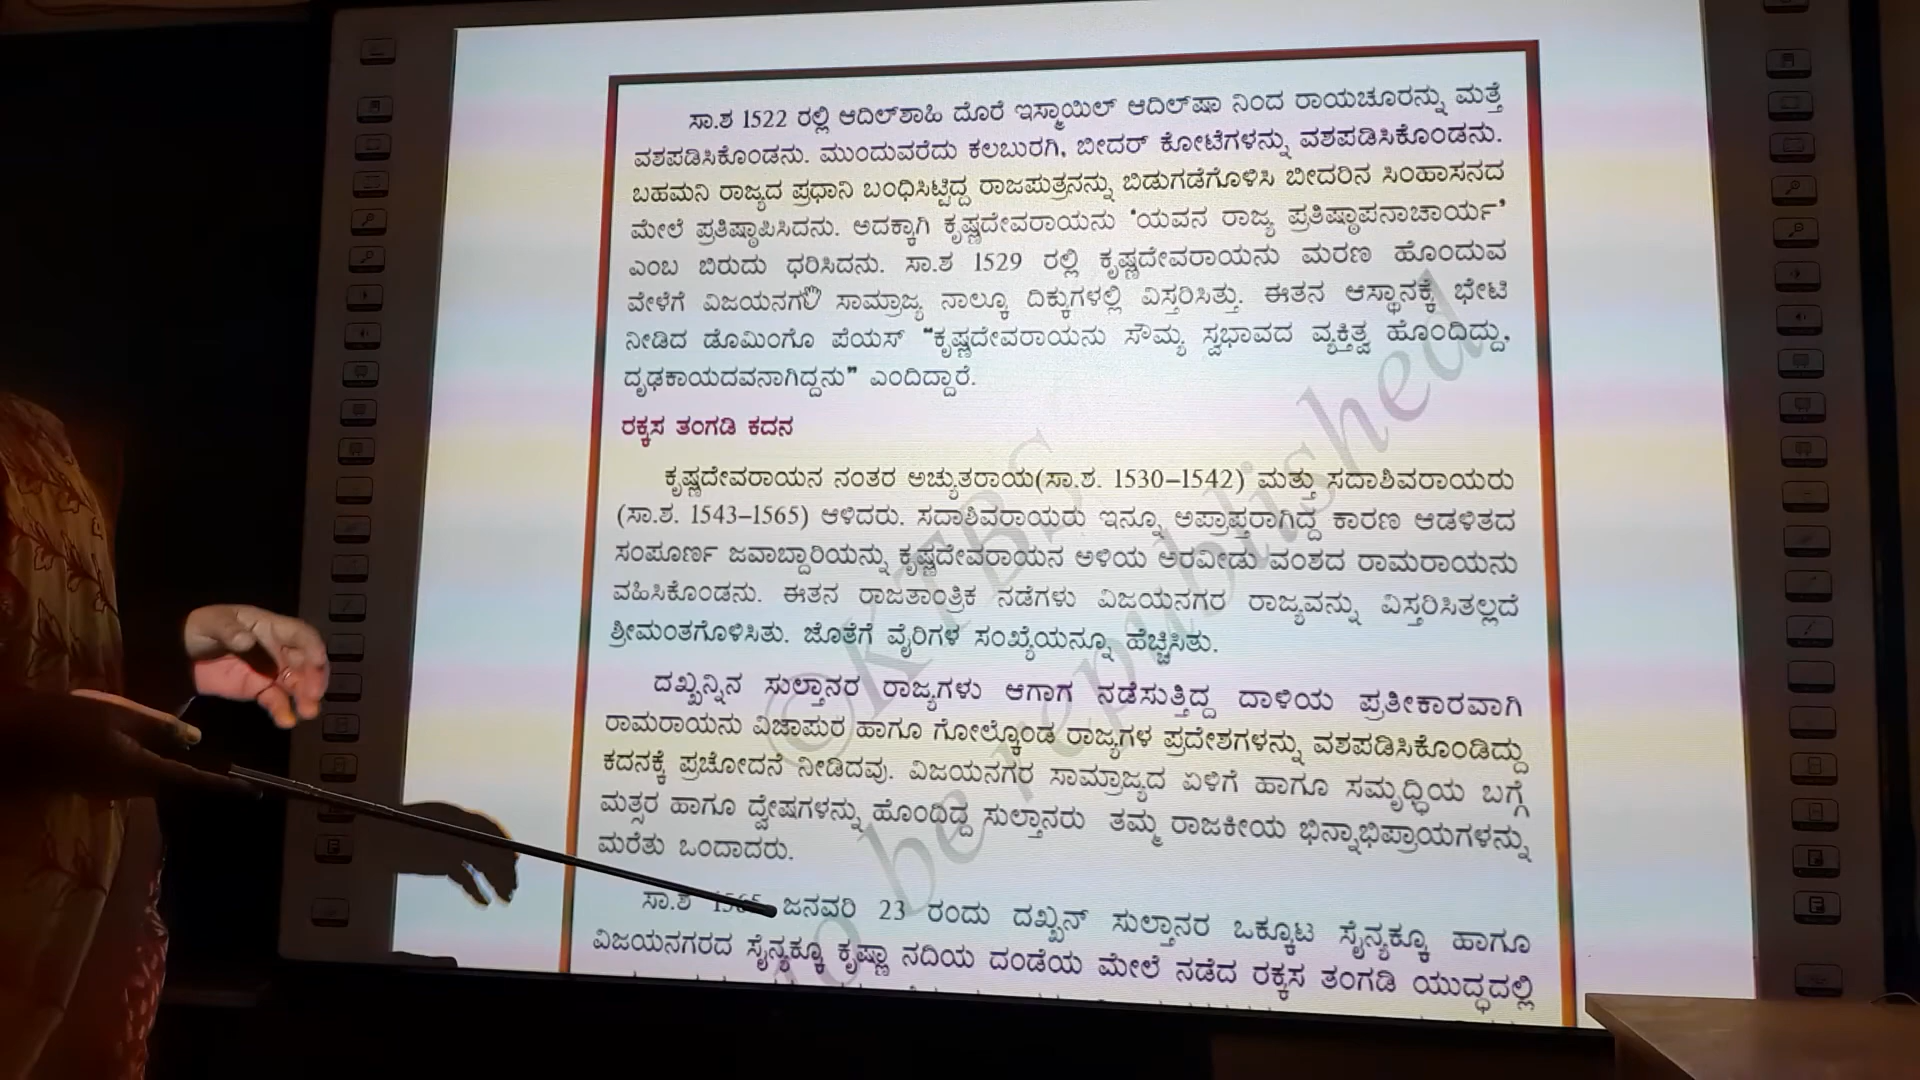 ಸಾ.ಶ 1522 ರಲ್ಲಿ ಆದಿಲ್‌ಶಾಹಿ ದೊರೆ ಇಸ್ಮಾಯಿಲ್ ಆದಿಲ್‌ಷಾ ನಿಂದ ರಾಯಚೂರನ್ನು ಮತ್ತೆ
ವಶಪಡಿಸಿಕೊಂಡನು. ಮುಂದುವರೆದು ಕಲಬುರಗಿ, ಬೀದರ್ ಕೋಟೆಗಳನ್ನು ವಶಪಡಿಸಿಕೊಂಡನು.
ಬಹಮನಿ ರಾಜ್ಯದ ಪ್ರಧಾನಿ ಬಂಧಿಸಿಟ್ಟಿದ್ದ ರಾಜಪುತ್ರನನ್ನು ಬಿಡುಗಡೆಗೊಳಿಸಿ ಬೀದರಿನ ಸಿಂಹಾಸನದ
ಮೇಲೆ ಪ್ರತಿಷ್ಠಾಪಿಸಿದನು. ಅದಕ್ಕಾಗಿ ಕೃಷ್ಣದೇವರಾಯನು ‘ಯವನ ರಾಜ್ಯ ಪ್ರತಿಷ್ಠಾಪನಾಚಾರ್ಯ’
ಎಂಬ ಬಿರುದು ಧರಿಸಿದನು. ಸಾ.ಶ 1529 ರಲ್ಲಿ ಕೃಷ್ಣದೇವರಾಯನು ಮರಣ ಹೊಂದುವ
ವೇಳೆಗೆ ವಿಜಯನಗರ ಸಾಮ್ರಾಜ್ಯ ನಾಲ್ಕೂ ದಿಕ್ಕುಗಳಲ್ಲಿ ವಿಸ್ತರಿಸಿತ್ತು. ಈತನ ಆಸ್ಥಾನಕ್ಕೆ ಭೇಟಿ
ನೀಡಿದ ಡೊಮಿಂಗೊ ಪೆಯಸ್ “ಕೃಷ್ಣದೇವರಾಯನು ಸೌಮ್ಯ ಸ್ವಭಾವದ ವ್ಯಕ್ತಿತ್ವ ಹೊಂದಿದ್ದು,
ದೃಢಕಾಯದವನಾಗಿದ್ದನು” ಎಂದಿದ್ದಾರೆ.
ರಕ್ಕಸ ತಂಗಡಿ ಕದನ
ಕೃಷ್ಣದೇವರಾಯನ ನಂತರ ಅಚ್ಯುತರಾಯ(ಸಾ.ಶ. 1530–1542) ಮತ್ತು ಸದಾಶಿವರಾಯರು
(ಸಾ.ಶ. 1543–1565) ಆಳಿದರು. ಸದಾಶಿವರಾಯರು ಇನ್ನೂ ಅಪ್ರಾಪ್ತರಾಗಿದ್ದ ಕಾರಣ ಆಡಳಿತದ
ಸಂಪೂರ್ಣ ಜವಾಬ್ದಾರಿಯನ್ನು ಕೃಷ್ಣದೇವರಾಯನ ಅಳಿಯ ಅರವೀಡು ವಂಶದ ರಾಮರಾಯನು
ವಹಿಸಿಕೊಂಡನು. ಈತನ ರಾಜತಾಂತ್ರಿಕ ನಡೆಗಳು ವಿಜಯನಗರ ರಾಜ್ಯವನ್ನು ವಿಸ್ತರಿಸಿತಲ್ಲದೆ
ಶ್ರೀಮಂತಗೊಳಿಸಿತು. ಜೊತೆಗೆ ವೈರಿಗಳ ಸಂಖ್ಯೆಯನ್ನೂ ಹೆಚ್ಚಿಸಿತು.
ದಖ್ಖನ್ನಿನ ಸುಲ್ತಾನರ ರಾಜ್ಯಗಳು ಆಗಾಗ ನಡೆಸುತ್ತಿದ್ದ ದಾಳಿಯ ಪ್ರತೀಕಾರವಾಗಿ
ರಾಮರಾಯನು ವಿಜಾಪುರ ಹಾಗೂ ಗೋಲ್ಕೊಂಡ ರಾಜ್ಯಗಳ ಪ್ರದೇಶಗಳನ್ನು ವಶಪಡಿಸಿಕೊಂಡಿದ್ದು
ಕದನಕ್ಕೆ ಪ್ರಚೋದನೆ ನೀಡಿದವು. ವಿಜಯನಗರ ಸಾಮ್ರಾಜ್ಯದ ಏಳಿಗೆ ಹಾಗೂ ಸಮೃದ್ಧಿಯ ಬಗ್ಗೆ
ಮತ್ಸರ ಹಾಗೂ ದ್ವೇಷಗಳನ್ನು ಹೊಂದಿದ್ದ ಸುಲ್ತಾನರು ತಮ್ಮ ರಾಜಕೀಯ ಭಿನ್ನಾಭಿಪ್ರಾಯಗಳನ್ನು
ಮರೆತು ಒಂದಾದರು.
ಸಾ.ಶ 1565 ಜನವರಿ 23 ರಂದು ದಖ್ಖನ್ ಸುಲ್ತಾನರ ಒಕ್ಕೂಟ ಸೈನ್ಯಕ್ಕೂ ಹಾಗೂ
ವಿಜಯನಗರದ ಸೈನ್ಯಕ್ಕೂ ಕೃಷ್ಣಾ ನದಿಯ ದಂಡೆಯ ಮೇಲೆ ನಡೆದ ರಕ್ಕಸ ತಂಗಡಿ ಯುದ್ಧದಲ್ಲಿ
©KTBS
to be republished